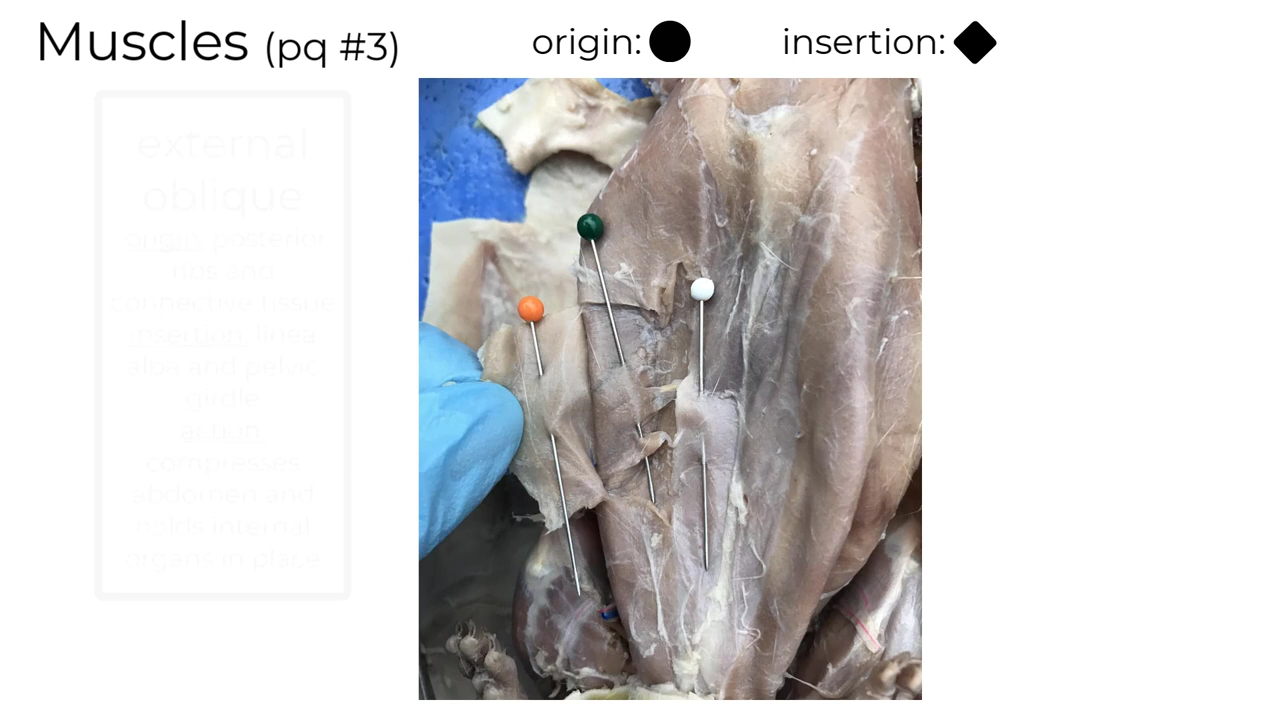 Muscles (pq #3)
origin:
insertion:
external
oblique
origin: posterior
ribs and
connective tissue
insertion: linea
alba and pelvic
girdle
action:
compresses
abdomen and
holds internal
organs in place